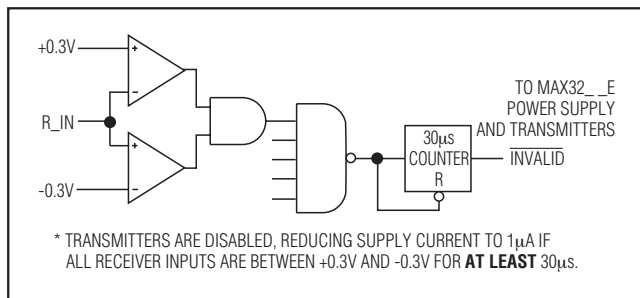 +0.3V
+
-
R_IN
+
-0.3V
-
30µs
COUNTER
R
TO MAX32_ _E
POWER SUPPLY
AND TRANSMITTERS
INVALID
* TRANSMITTERS ARE DISABLED, REDUCING SUPPLY CURRENT TO 1µA IF
ALL RECEIVER INPUTS ARE BETWEEN +0.3V AND -0.3V FOR AT LEAST 30µs.